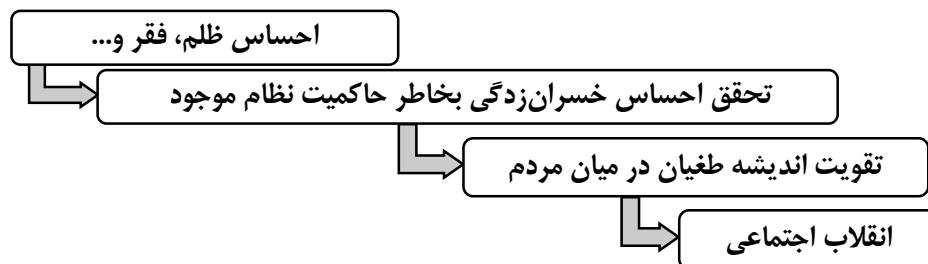 احساس ظلم، فقر و...
تحقق احساس خسران‌زدگی بخاطر حاکمیت نظام موجود
تقویت اندیشه طغیان در میان مردم
انقلاب اجتماعی